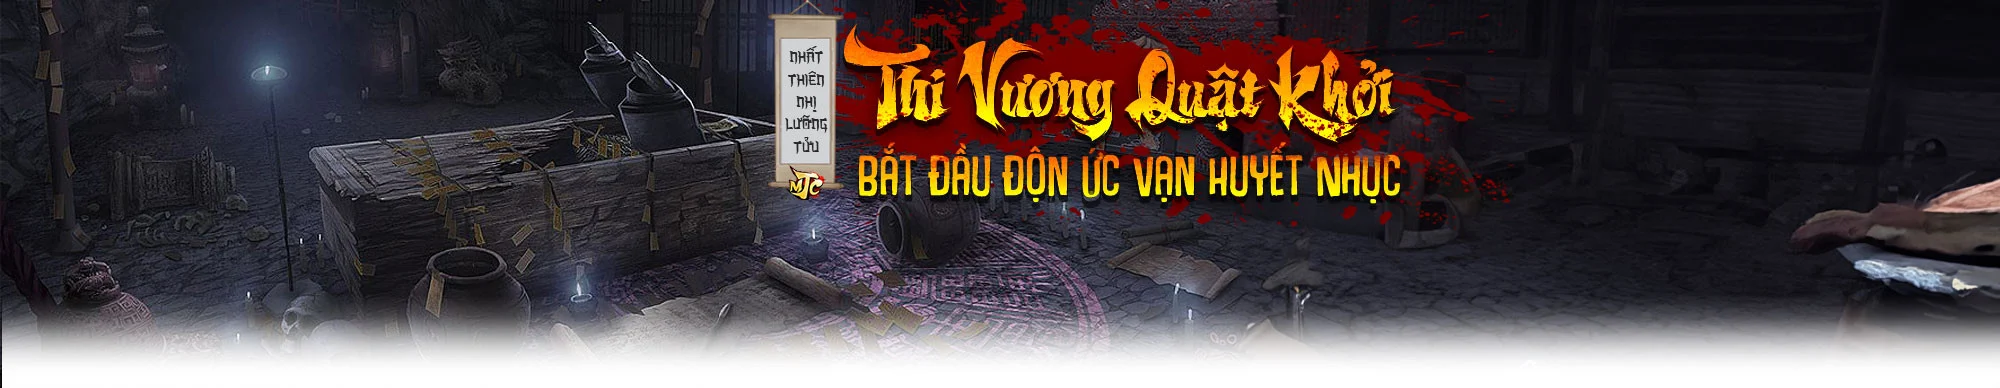 NHẤT
THIÊN
NHỊ
LƯỠNG
TỬU
MTC
Thi Vương Quật Khởi
BẮT ĐẦU ĐỘN ỨC VẠN HUYẾT NHỤC